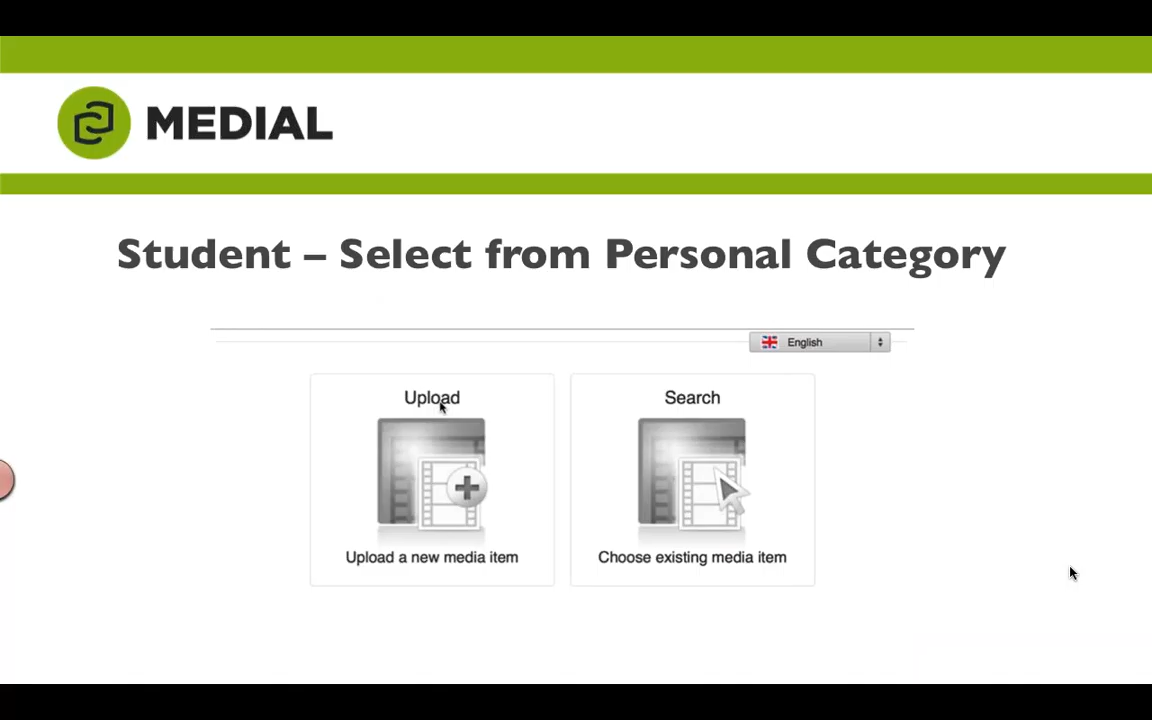 MEDIAL
Student – Select from Personal Category
English
Upload
Search
Upload a new media item
Choose existing media item